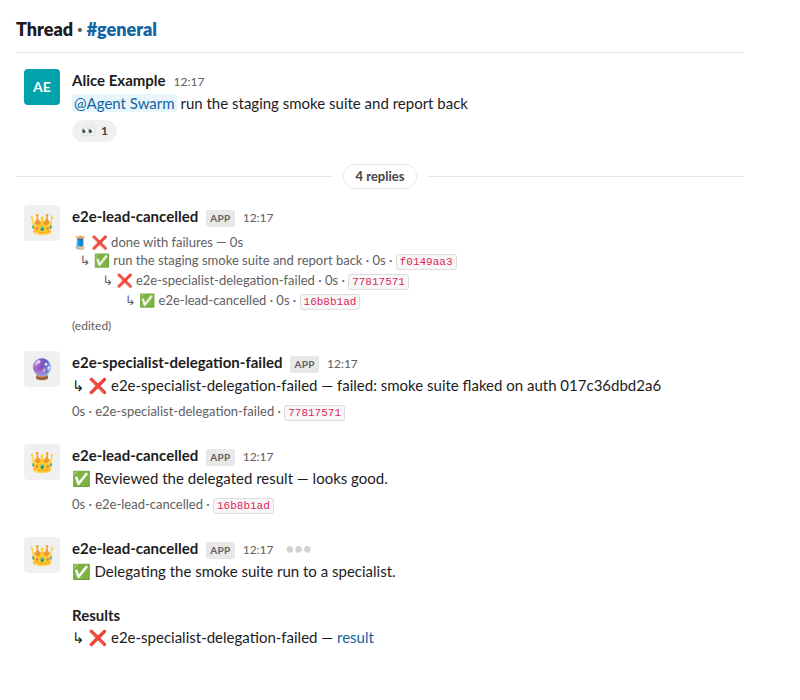 Thread • #general
AE
Alice Example 12:17
@Agent Swarm run the staging smoke suite and report back
👀 1
4 replies
e2e-lead-cancelled APP 12:17
🧵 ❌ done with failures — 0s
↳ ✅ run the staging smoke suite and report back · 0s · f0149aa3
↳ ❌ e2e-specialist-delegation-failed · 0s · 77817571
↳ ✅ e2e-lead-cancelled · 0s · 16b8b1ad
(edited)
e2e-specialist-delegation-failed APP 12:17
↳ ❌ e2e-specialist-delegation-failed — failed: smoke suite flaked on auth 017c36dbd2a6
0s · e2e-specialist-delegation-failed · 77817571
e2e-lead-cancelled APP 12:17
✅ Reviewed the delegated result — looks good.
0s · e2e-lead-cancelled · 16b8b1ad
e2e-lead-cancelled APP 12:17
✅ Delegating the smoke suite run to a specialist.
Results
↳ ❌ e2e-specialist-delegation-failed — result